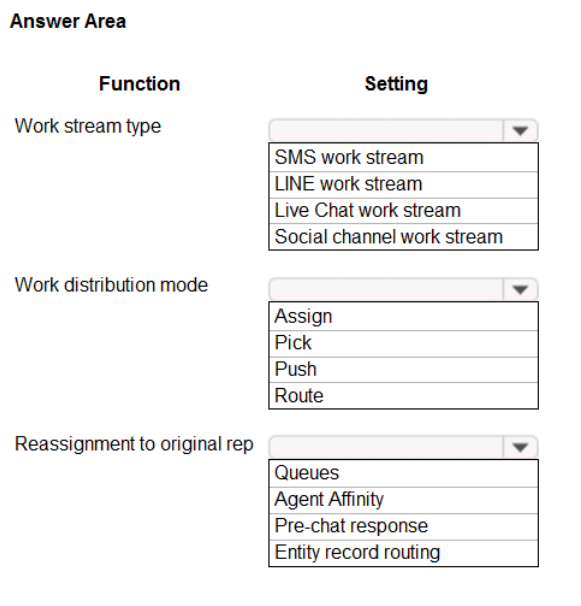 Answer Area
Function Setting
Work stream type
SMS work stream
LINE work stream
Live Chat work stream
Social channel work stream
Work distribution mode
Assign
Pick
Push
Route
Reassignment to original rep
Queues
Agent Affinity
Pre-chat response
Entity record routing